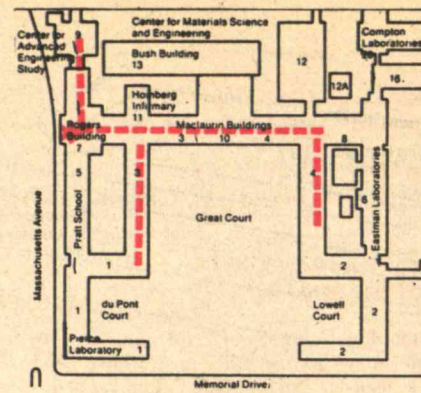 Center for Materials Science
and Engineering
Center for
Advanced
Engineering
Study
9
Bush Building
13
12
Compton
Laboratories
26
12A
16
Homberg
Infirmary
11
Rogers
Building
7
Maclaurin Buildings
3
10
4
8
5
Pratt School
3
4
6
Eastman Laboratories
Great Court
Massachusetts Avenue
1
2
1
du Pont
Court
Lowell
Court
2
Pierce
Laboratory
1
2
Memorial Drive